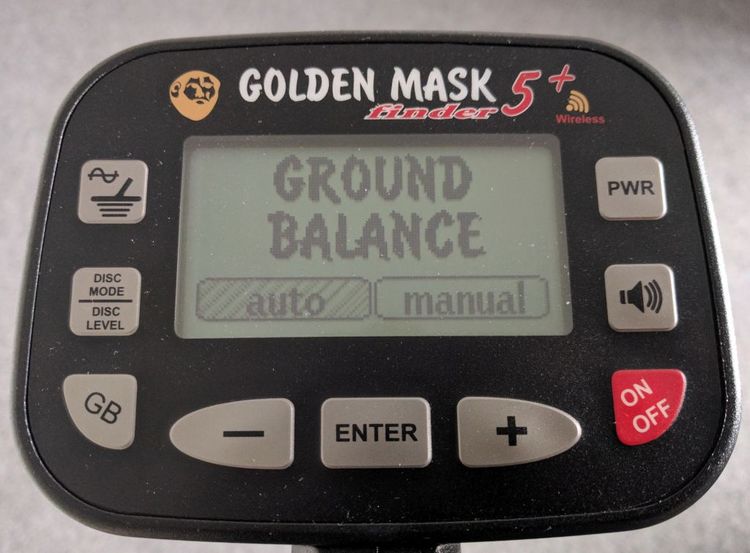 GOLDEN MASK
finder 5+
Wireless
GROUND
BALANCE
auto manual
PWR
DISC
MODE
DISC
LEVEL
GB
− ENTER +
ON
OFF